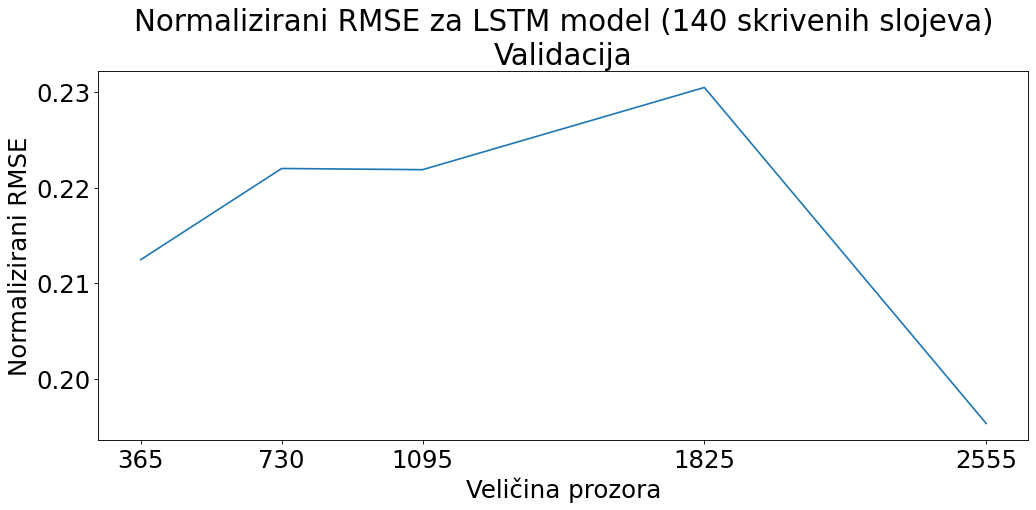 Normalizirani RMSE za LSTM model (140 skrivenih slojeva)
Validacija
Normalizirani RMSE
0.23
0.22
0.21
0.20
365 730 1095 1825 2555
Veličina prozora